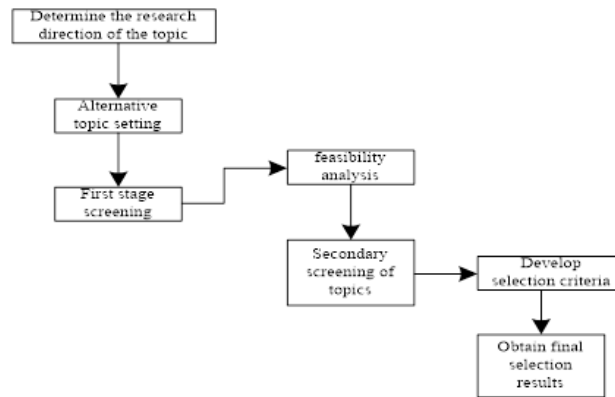 Determine the research
direction of the topic
Alternative
topic setting
First stage
screening
feasibility
analysis
Secondary
screening of
topics
Develop
selection criteria
Obtain final
selection
results